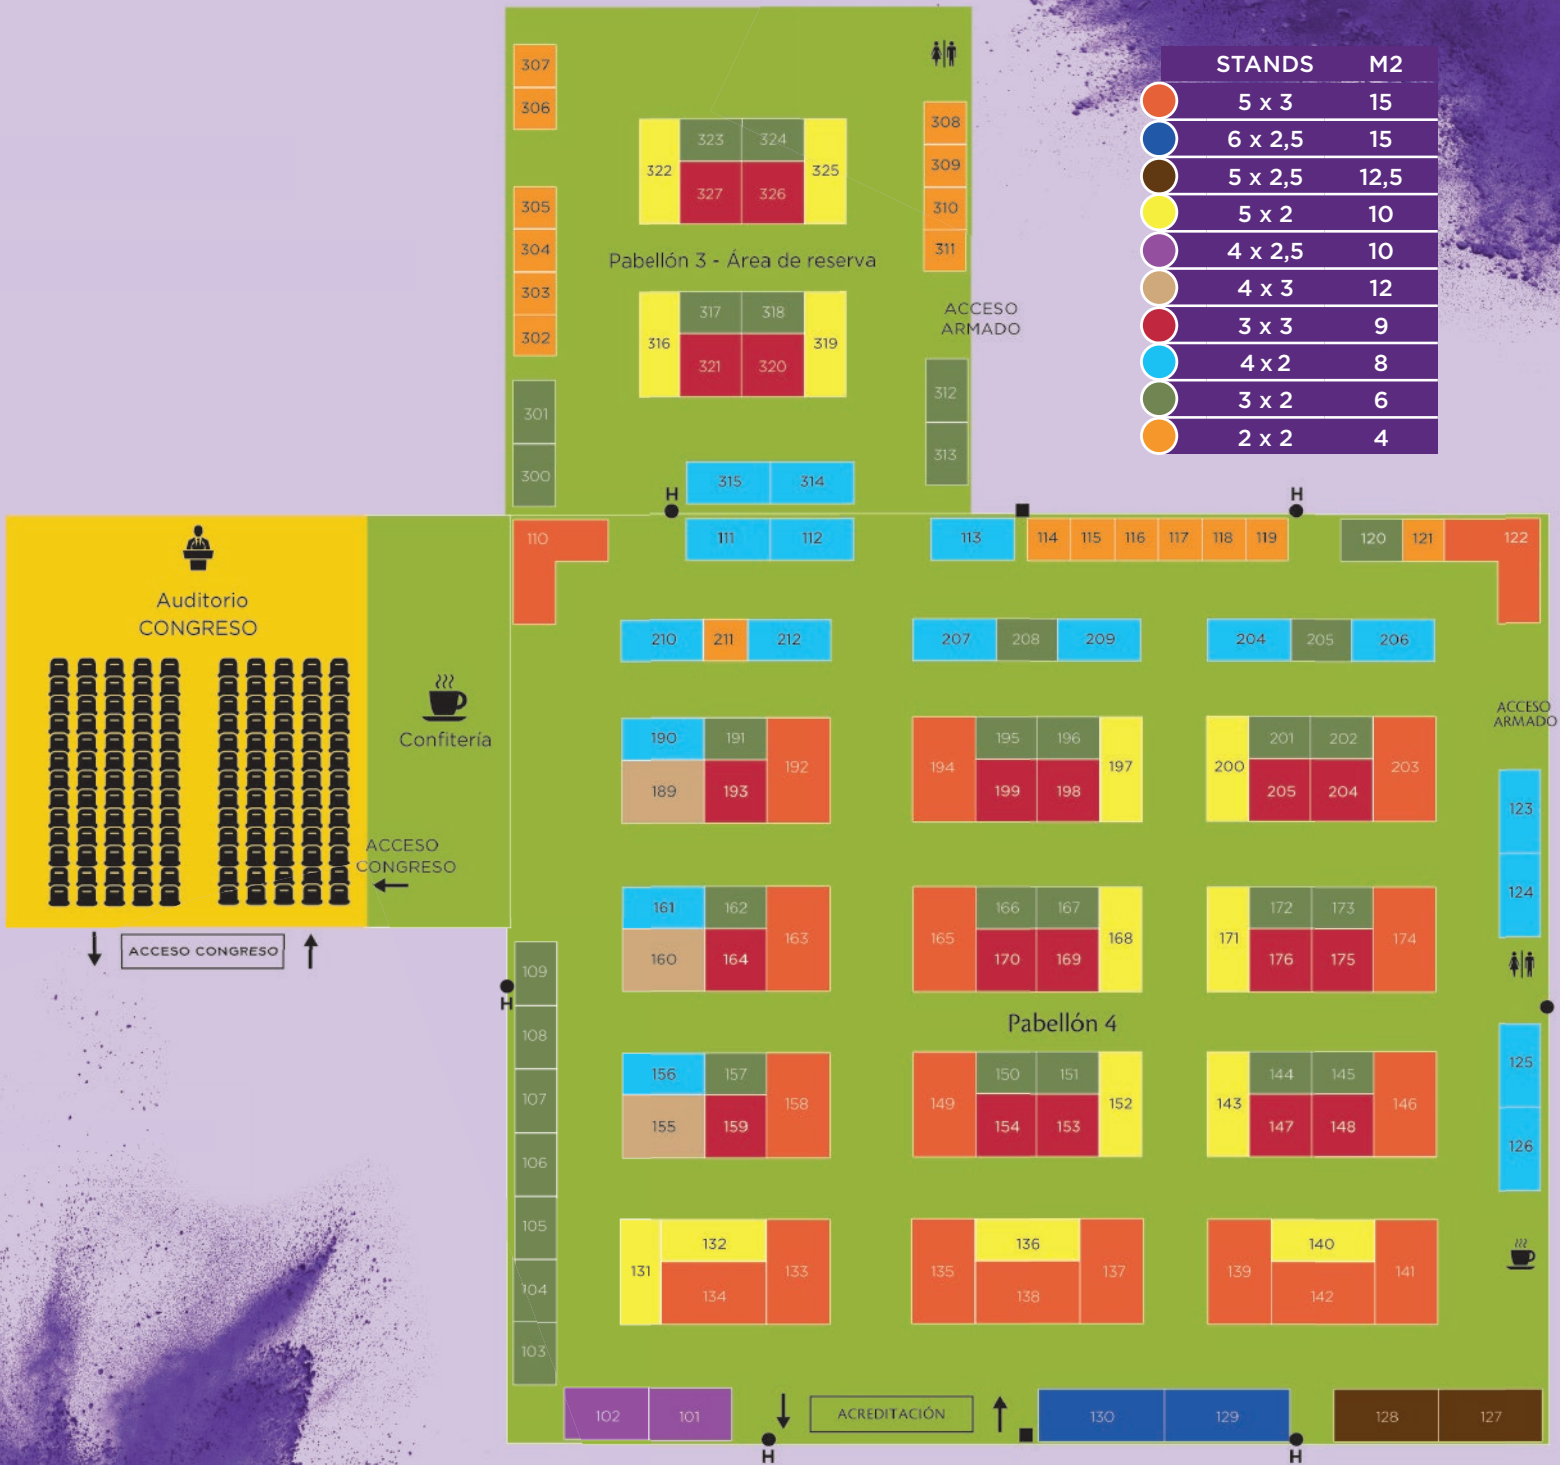 STANDS M2
5 x 3 15
6 x 2,5 15
5 x 2,5 12,5
5 x 2 10
4 x 2,5 10
4 x 3 12
3 x 3 9
4 x 2 8
3 x 2 6
2 x 2 4
307
306
308
323 324
322 325
309
327 326
305
310
304
311
Pabellón 3 - Área de reserva
303
302
ACCESO
ARMADO
317 318
316 319
321 320
312
301
313
300
315 314
H
H
110
111 112
113
114 115 116 117 118 119
120 121 122
Auditorio
CONGRESO
210 211 212
207 208 209
204 205 206
Confitería
ACCESO
ARMADO
190 191
192
189 193
195 196
194 197
199 198
201 202
200 203
205 204
123
124
ACCESO
CONGRESO
ACCESO CONGRESO
161 162
163
160 164
166 167
165 168
170 169
172 173
171 174
176 175
109
H
108
107
106
105
104
103
Pabellón 4
156 157
158
155 159
150 151
149 152
154 153
144 145
143 146
147 148
125
126
132
131 133
134
136
135 137
138
140
139 141
142
102 101
ACREDITACIÓN
130 129
128 127
H
H